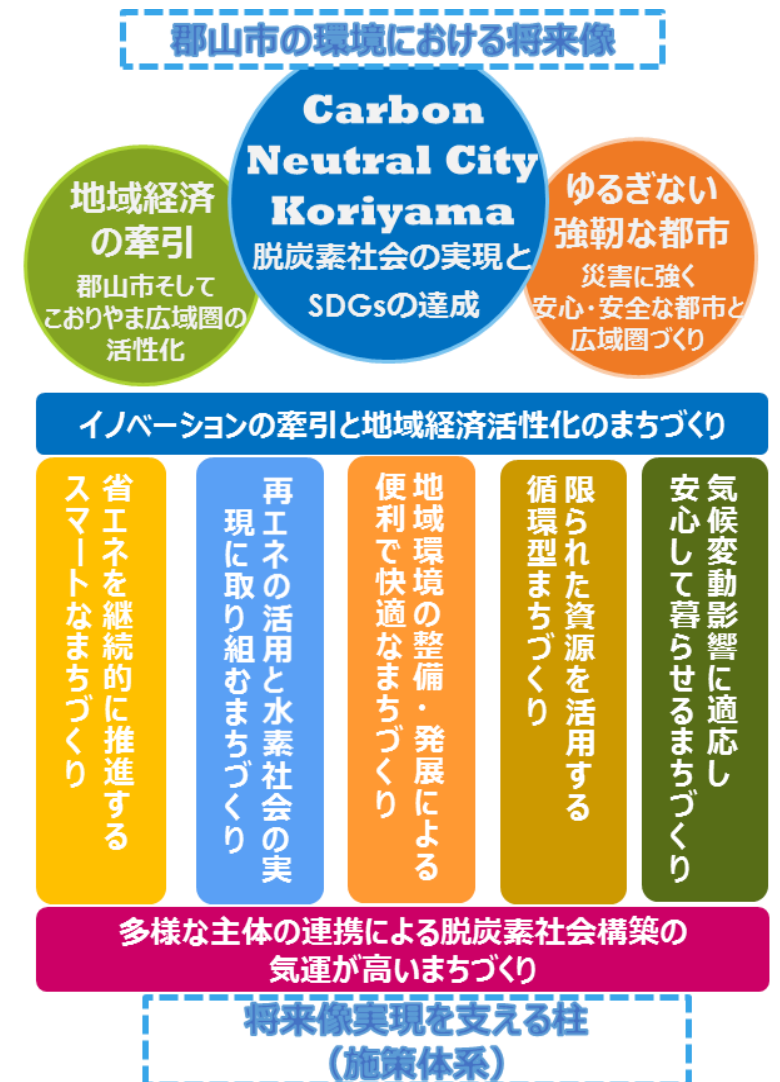 郡山市の環境における将来像
Carbon
Neutral City
Koriyama
脱炭素社会の実現と
SDGsの達成
地域経済
の牽引
郡山市そして
こおりやま広域圏の
活性化
ゆるぎない
強靭な都市
災害に強く
安心・安全な都市と
広域圏づくり
イノベーションの牽引と地域経済活性化のまちづくり
省エネを継続的に推進する
スマートなまちづくり
再エネの活用と水素社会の実
現に取り組むまちづくり
地域環境の整備・発展による
便利で快適なまちづくり
限られた資源を活用する
循環型まちづくり
気候変動影響に適応し
安心して暮らせるまちづくり
多様な主体の連携による脱炭素社会構築の
気運が高いまちづくり
将来像実現を支える柱
（施策体系）